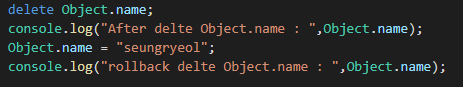 delete Object.name;
console.log("After delte Object.name : ",Object.name);
Object.name = "seungryeol";
console.log("rollback delte Object.name : ",Object.name);